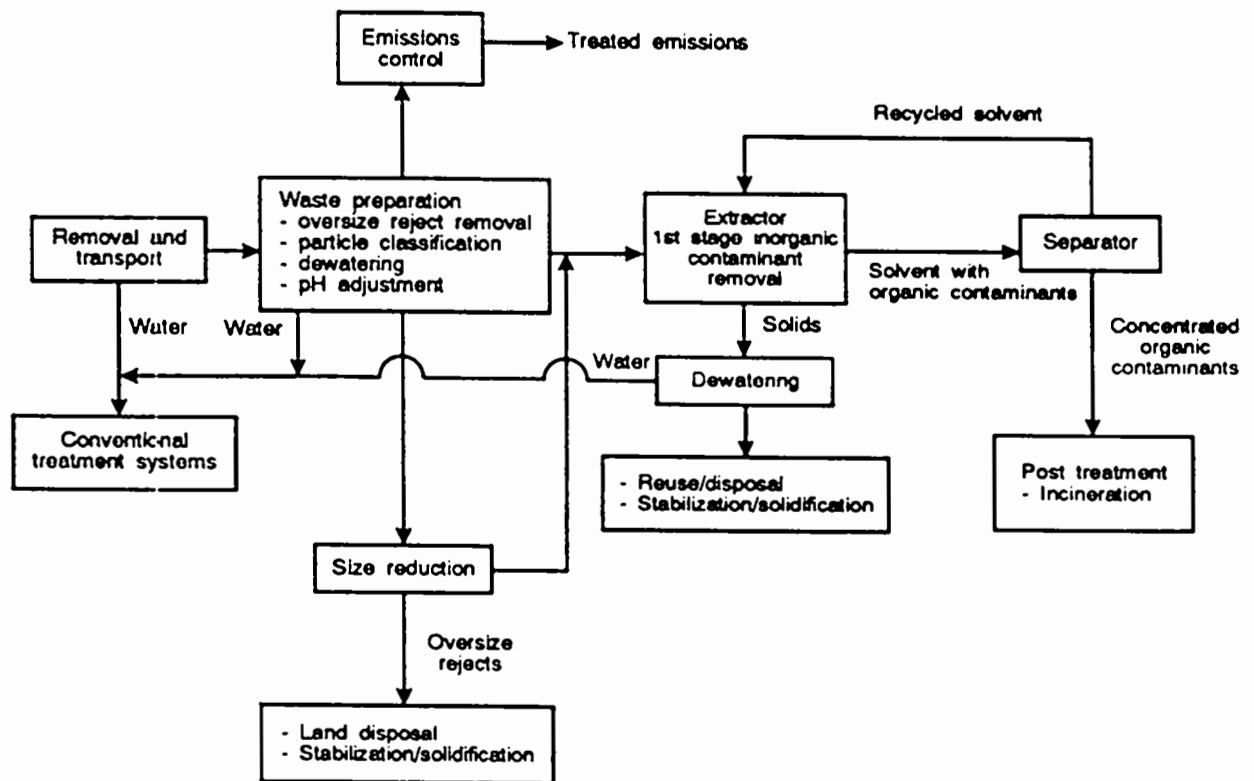 Emissions
control
Treated emissions
Recycled solvent
Waste preparation
- oversize reject removal
- particle classification
- dewatering
- pH adjustment
Removal and
transport
Extractor
1st stage inorganic
contaminant
removal
Separator
Solvent with
organic contaminants
Water
Water
Solids
Concentrated
organic
contaminants
Water
Dewatering
Conventional
treatment systems
- Reuse/disposal
- Stabilization/solidification
Post treatment
- Incineration
Size reduction
Oversize
rejects
- Land disposal
- Stabilization/solidification